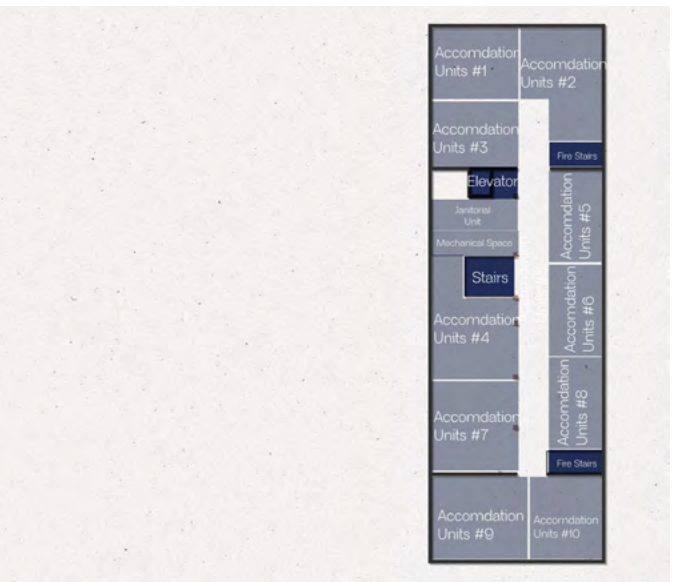 Accomdation
Units #1
Accomdation
Units #2
Accomdation
Units #3
Fire Stairs
Elevator
Janitorial
Unit
Mechanical Space
Accomdation
Units #5
Stairs
Accomdation
Units #6
Accomdation
Units #4
Accomdation
Units #8
Accomdation
Units #7
Fire Stairs
Accomdation
Units #9
Accomdation
Units #10